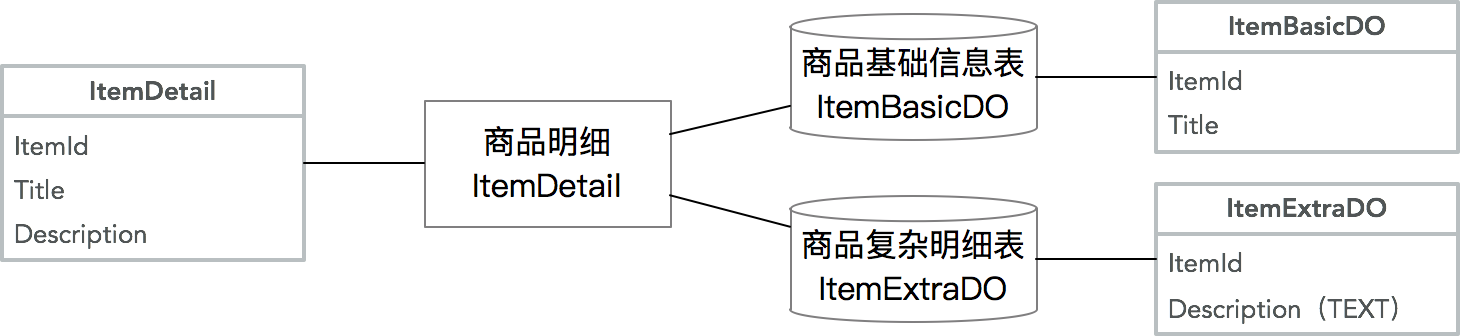 ItemDetail
ItemId
Title
Description
商品明细
ItemDetail
商品基础信息表
ItemBasicDO
商品复杂明细表
ItemExtraDO
ItemBasicDO
ItemId
Title
ItemExtraDO
ItemId
Description（TEXT）